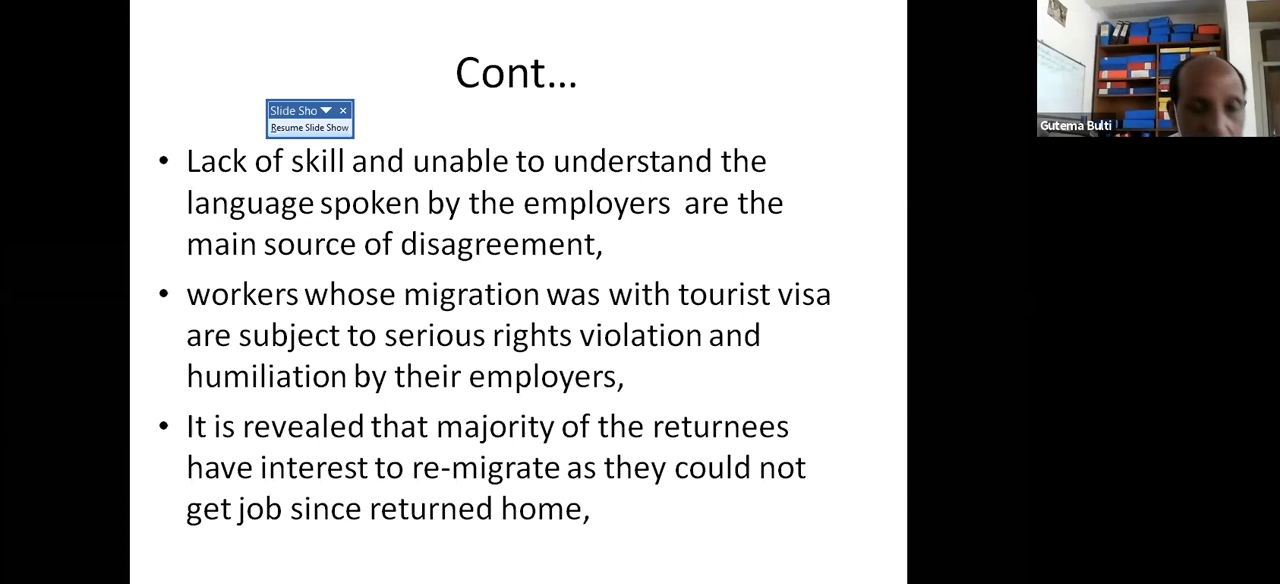 Cont...
Slide Sho
Resume Slide Show
• Lack of skill and unable to understand the
language spoken by the employers are the
main source of disagreement,
• workers whose migration was with tourist visa
are subject to serious rights violation and
humiliation by their employers,
• It is revealed that majority of the returnees
have interest to re-migrate as they could not
get job since returned home,
Gutema Bulti